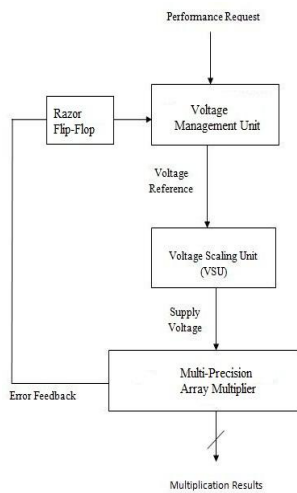 Performance Request
Razor
Flip-Flop
Voltage
Management Unit
Voltage
Reference
Voltage Scaling Unit
(VSU)
Supply
Voltage
Multi-Precision
Array Multiplier
Error Feedback
Multiplication Results